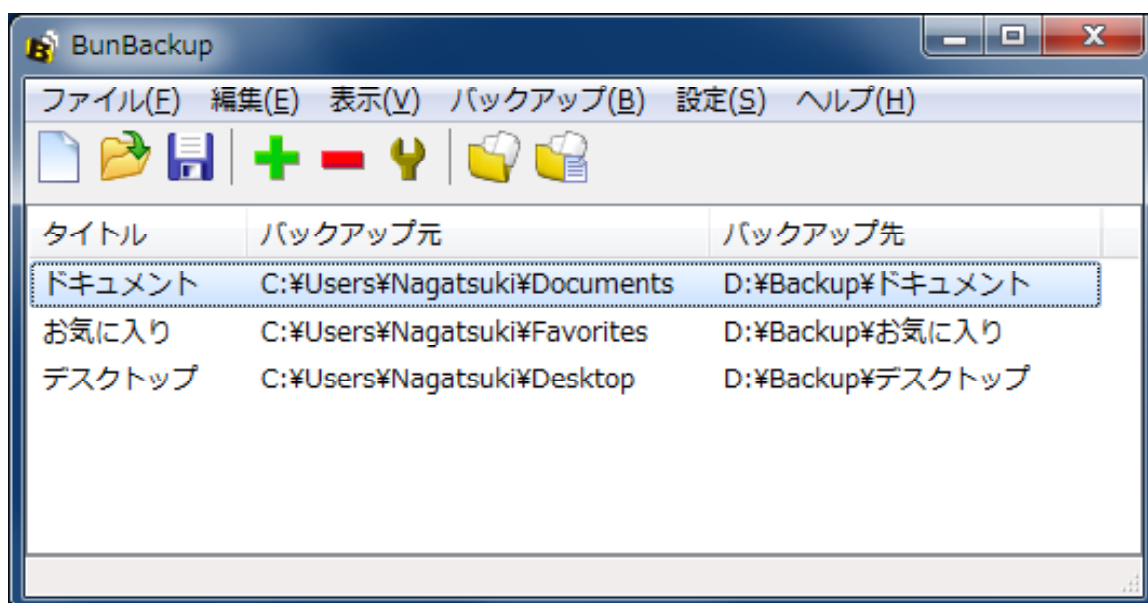 BunBackup
ファイル(F) 編集(E) 表示(V) バックアップ(B) 設定(S) ヘルプ(H)
タイトル バックアップ元 バックアップ先
ドキュメント C:¥Users¥Nagatsuki¥Documents D:¥Backup¥ドキュメント
お気に入り C:¥Users¥Nagatsuki¥Favorites D:¥Backup¥お気に入り
デスクトップ C:¥Users¥Nagatsuki¥Desktop D:¥Backup¥デスクトップ